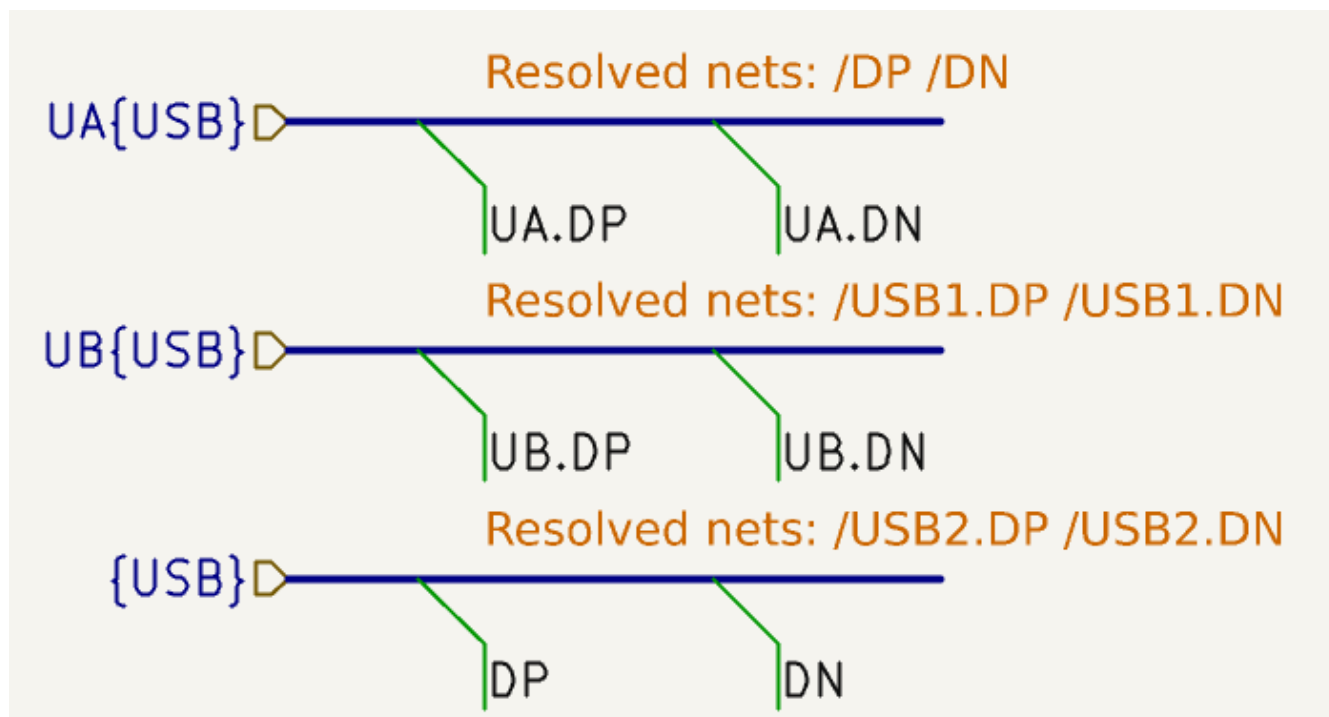 Resolved nets: /DP /DN
UA{USB}
UA.DP UA.DN
Resolved nets: /USB1.DP /USB1.DN
UB{USB}
UB.DP UB.DN
Resolved nets: /USB2.DP /USB2.DN
{USB}
DP DN